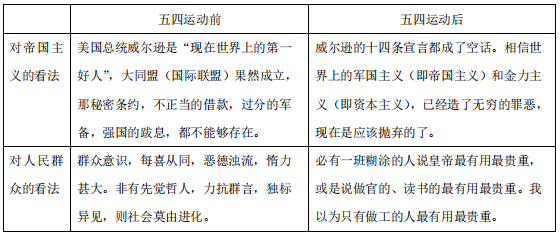 五四运动前
五四运动后
对帝国主
义的看法
美国总统威尔逊是“现在世界上的第一
好人”，大同盟（国际联盟）果然成立，
那秘密条约，不正当的借款，过分的军
备，强国的跋息，都不能够存在。
威尔逊的十四条宣言都成了空话。相信世
界上的军国主义（即帝国主义）和金力主
义（即资本主义），已经造了无穷的罪恶，
现在是应该抛弃的了。
对人民群
众的看法
群众意识，每喜从同，恶德浊流，惰力
甚大。非有先觉哲人，力抗群言，独标
异见，则社会莫由进化。
必有一班糊涂的人说皇帝最有用最贵重，
或是说做官的、读书的最有用最贵重。我
以为只有做工的人最有用最贵重。